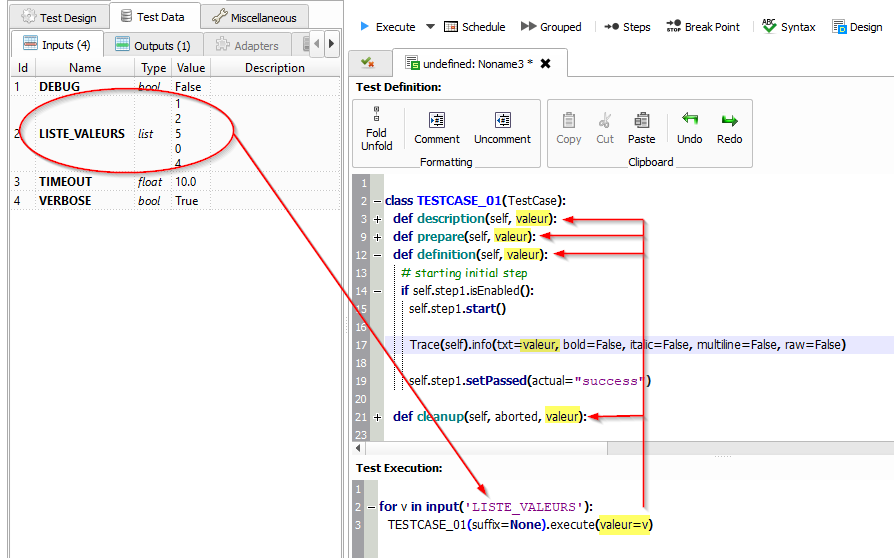 Test Design
Test Data
Miscellaneous
Inputs (4)
Outputs (1)
Adapters
Id Name Type Value Description
1 DEBUG bool False
2 LISTE_VALEURS list 1
2
5
0
4
3 TIMEOUT float 10.0
4 VERBOSE bool True
Execute Schedule Grouped Steps Break Point Syntax Design
STOP
ABC
undefined: Noname3 *
Test Definition:
Fold
Unfold
Comment Uncomment
Formatting
Copy Cut Paste Undo Redo
Clipboard
1
2 class TESTCASE_01(TestCase):
3 def description(self, valeur):
9 def prepare(self, valeur):
12 def definition(self, valeur):
13 # starting initial step
14 if self.step1.isEnabled():
15 self.step1.start()
16
17 Trace(self).info(txt=valeur, bold=False, italic=False, multiline=False, raw=False)
18
19 self.step1.setPassed(actual="success")
20
21 def cleanup(self, aborted, valeur):
23
Test Execution:
1
2 for v in input('LISTE_VALEURS'):
3 TESTCASE_01(suffix=None).execute(valeur=v)